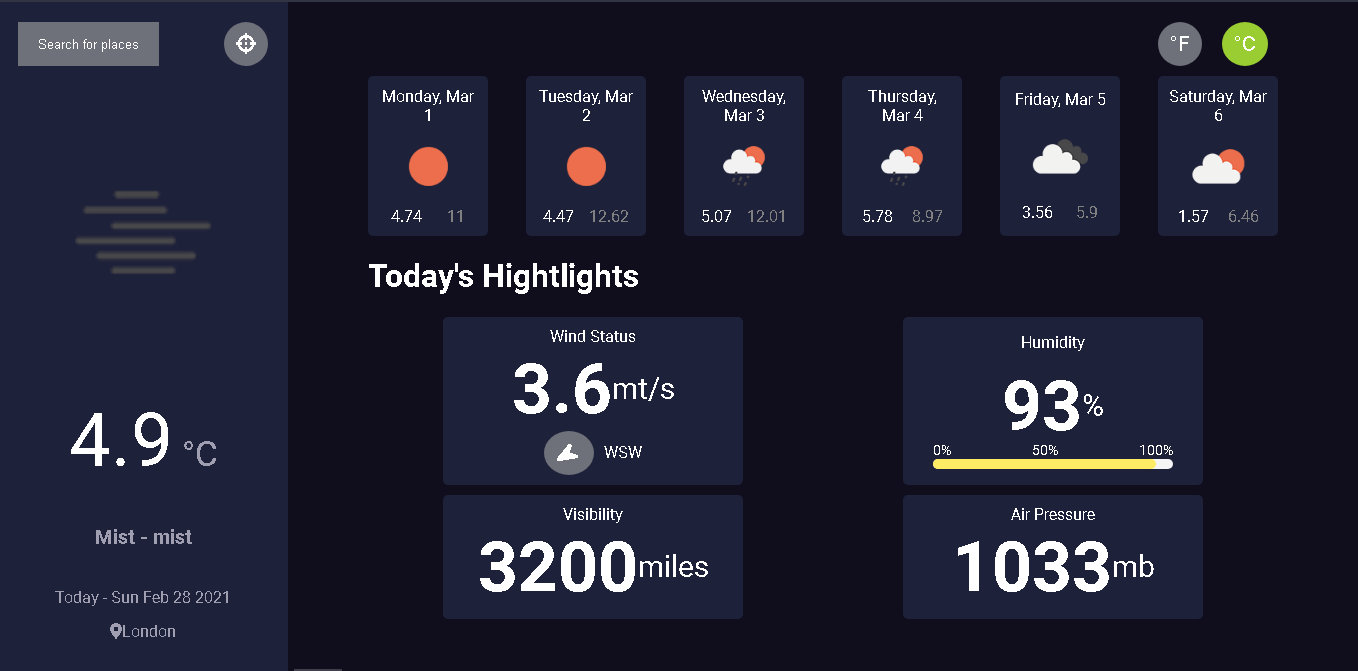 Search for places
4.9 °C
Mist - mist
Today - Sun Feb 28 2021
London
°F
°C
Monday, Mar
1
4.74 11
Tuesday, Mar
2
4.47 12.62
Wednesday,
Mar 3
5.07 12.01
Thursday,
Mar 4
5.78 8.97
Friday, Mar 5
3.56 5.9
Saturday, Mar
6
1.57 6.46
Today's Hightlights
Wind Status
3.6mt/s
WSW
Humidity
93%
0% 50% 100%
Visibility
3200miles
Air Pressure
1033mb